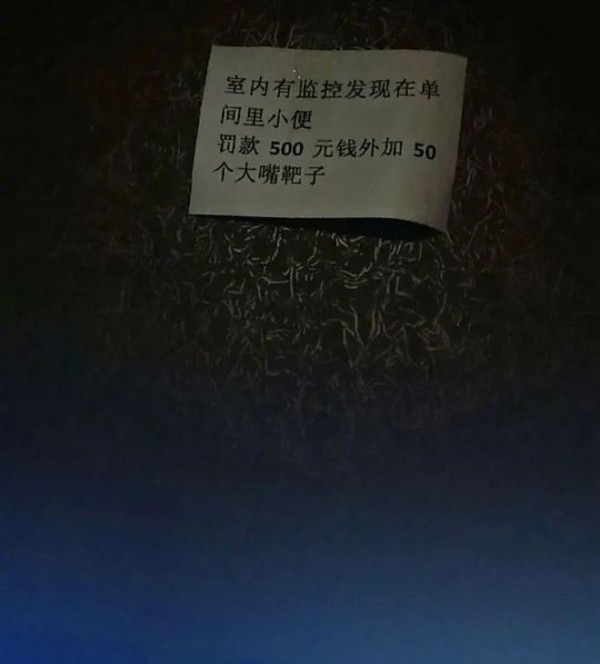 室内有监控发现在单
间里小便
罚款 500 元钱外加 50
个大嘴靶子